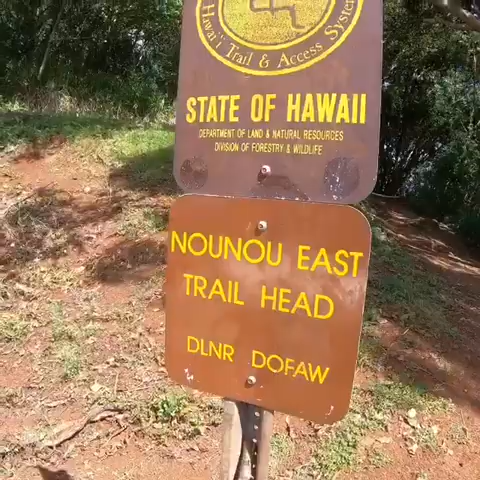 Hawai'i Trail & Access System
STATE OF HAWAII
DEPARTMENT OF LAND & NATURAL RESOURCES
DIVISION OF FORESTRY & WILDLIFE
NOUNOU EAST
TRAIL HEAD
DLNR DOFAW